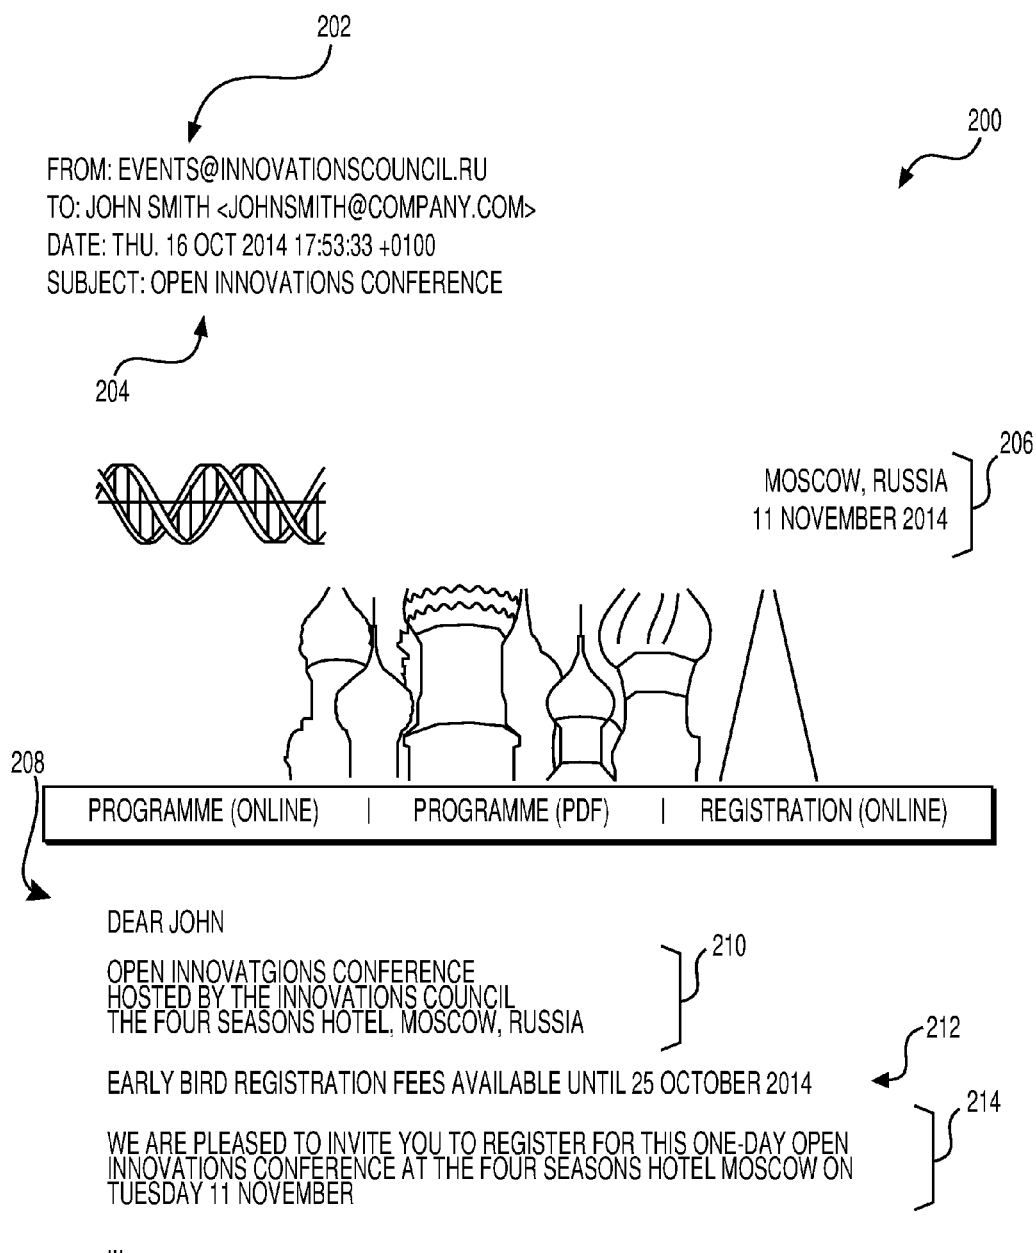 202
200
FROM: EVENTS@INNOVATIONSCOUNCIL.RU
TO: JOHN SMITH <JOHNSMITH@COMPANY.COM>
DATE: THU. 16 OCT 2014 17:53:33 +0100
SUBJECT: OPEN INNOVATIONS CONFERENCE
204
206
MOSCOW, RUSSIA
11 NOVEMBER 2014
208
PROGRAMME (ONLINE) | PROGRAMME (PDF) | REGISTRATION (ONLINE)
DEAR JOHN
210
OPEN INNOVATGIONS CONFERENCE
HOSTED BY THE INNOVATIONS COUNCIL
THE FOUR SEASONS HOTEL, MOSCOW, RUSSIA
212
EARLY BIRD REGISTRATION FEES AVAILABLE UNTIL 25 OCTOBER 2014
214
WE ARE PLEASED TO INVITE YOU TO REGISTER FOR THIS ONE-DAY OPEN
INNOVATIONS CONFERENCE AT THE FOUR SEASONS HOTEL MOSCOW ON
TUESDAY 11 NOVEMBER
...